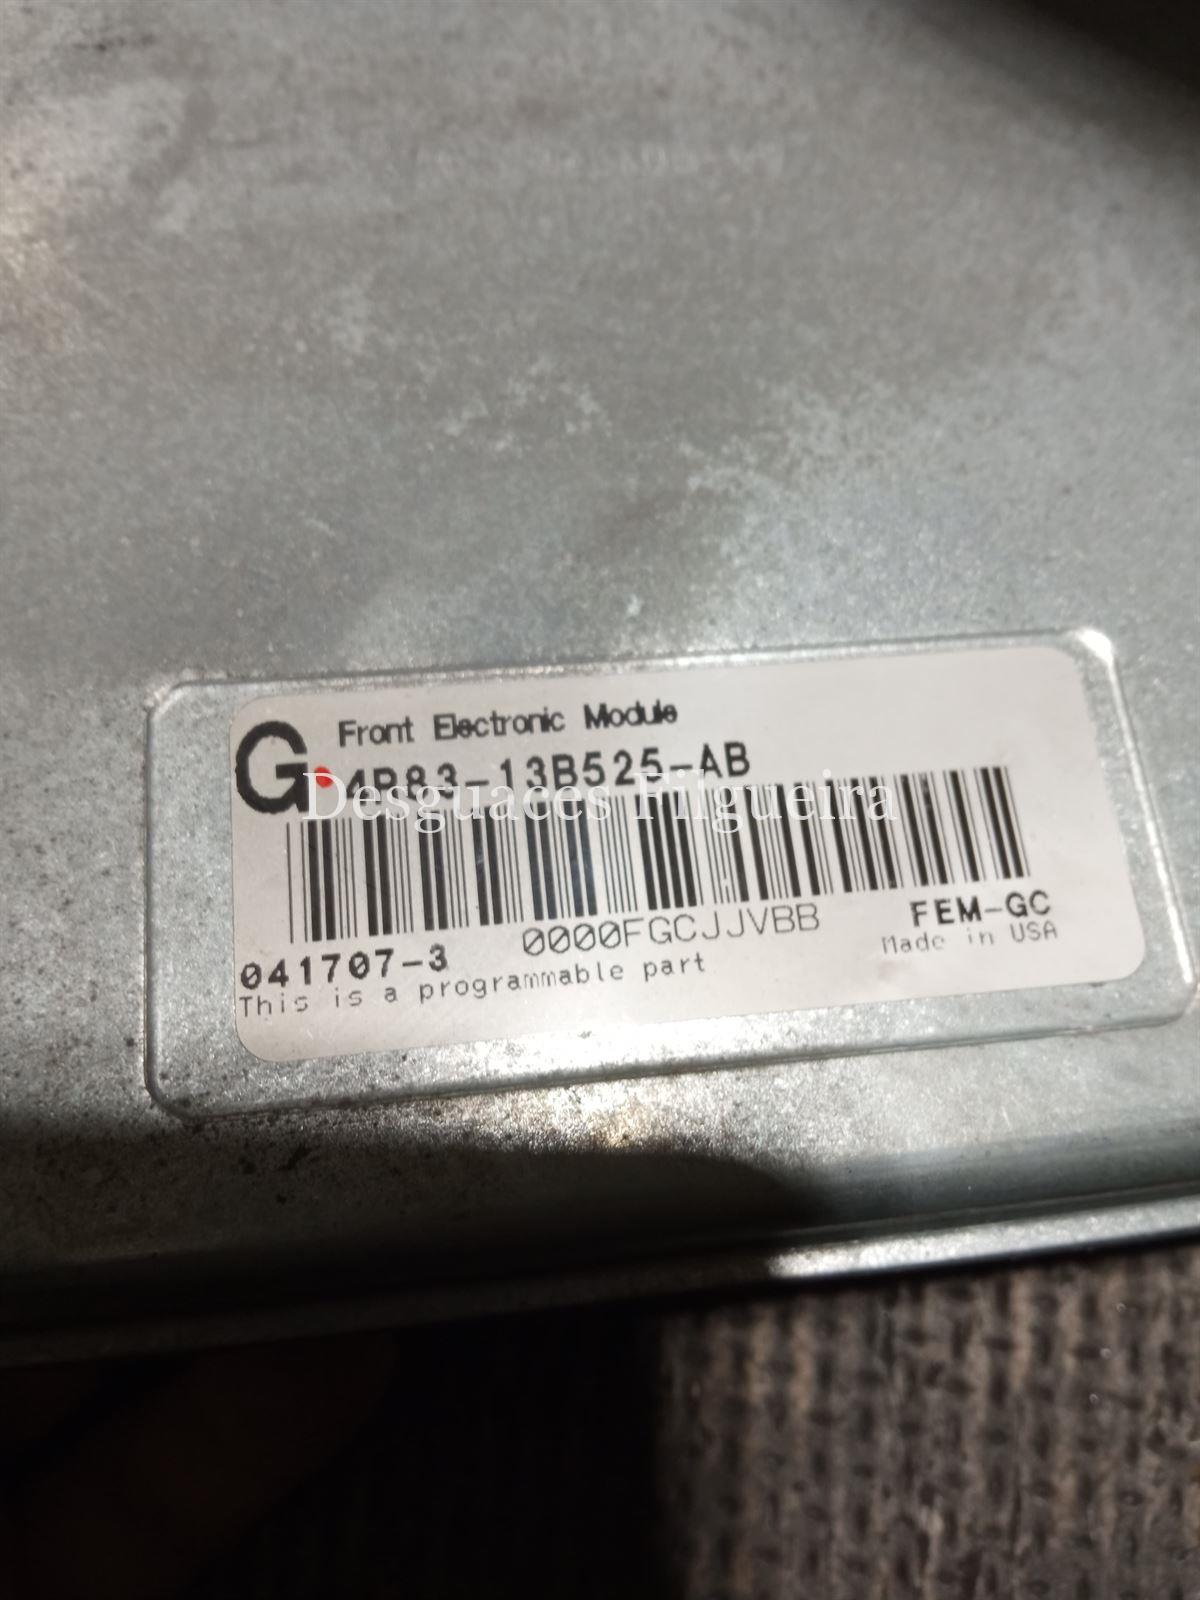 Front Electronic Module
G
4R83-13B525-AB
Desguaces Filgueira
041707-3
0000FGCJJVBB
FEM-GC
This is a programmable part
Made in USA